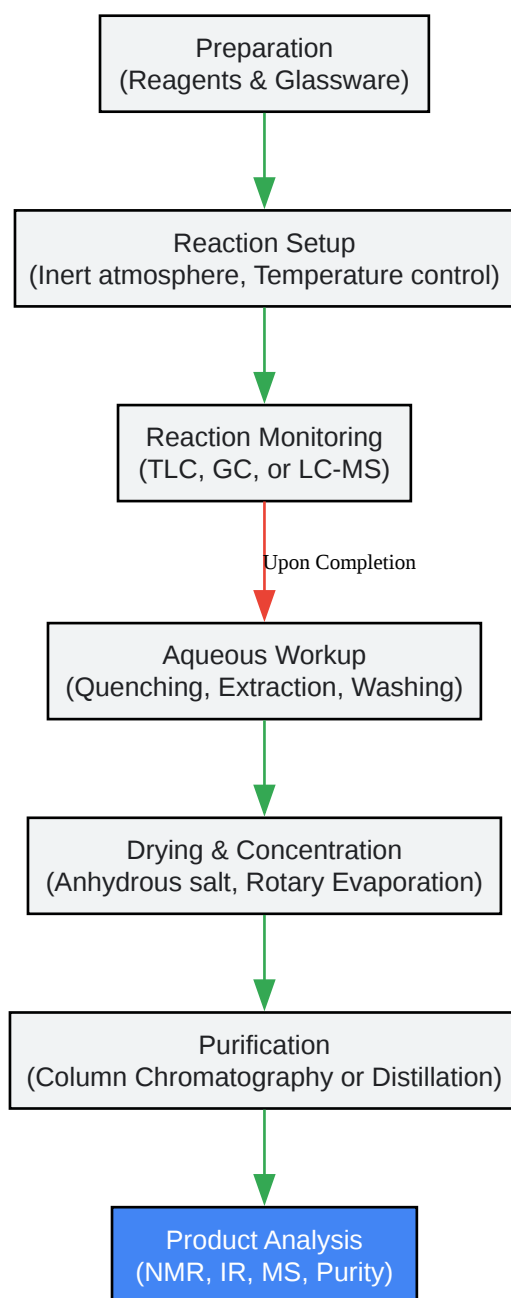 Preparation
(Reagents & Glassware)
Reaction Setup
(Inert atmosphere, Temperature control)
Reaction Monitoring
(TLC, GC, or LC-MS)
Upon Completion
Aqueous Workup
(Quenching, Extraction, Washing)
Drying & Concentration
(Anhydrous salt, Rotary Evaporation)
Purification
(Column Chromatography or Distillation)
Product Analysis
(NMR, IR, MS, Purity)